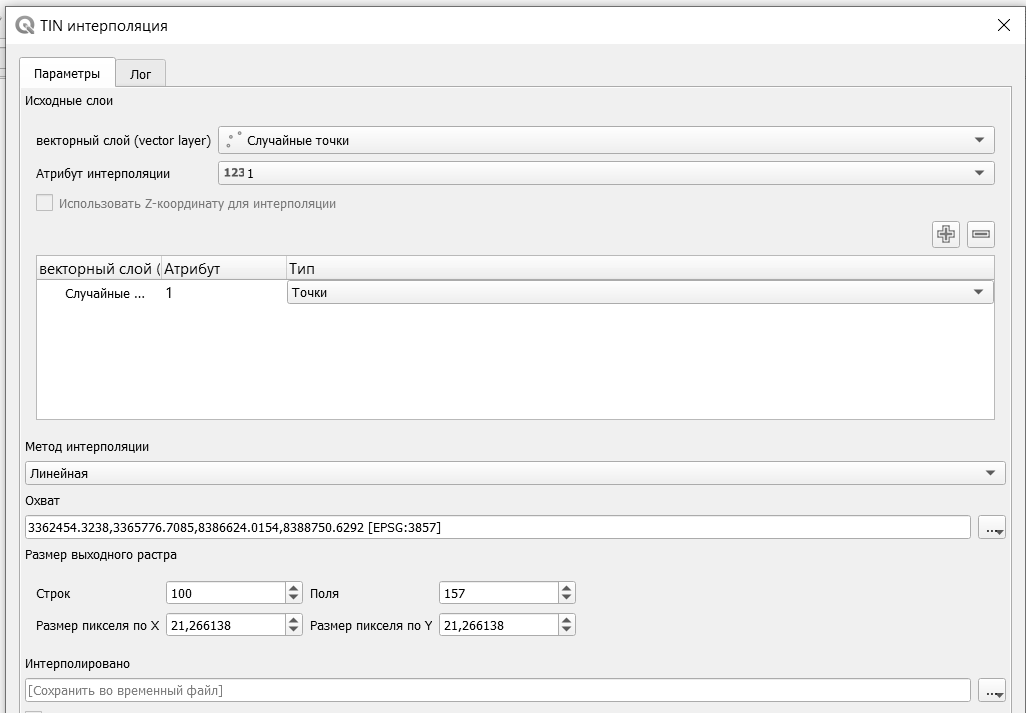 TIN интерполяция
Параметры
Лог
Исходные слои
векторный слой (vector layer)
Случайные точки
Атрибут интерполяции
123 1
Использовать Z-координату для интерполяции
векторный слой (
Атрибут
Тип
Случайные ...
1
Точки
Метод интерполяции
Линейная
Охват
3362454.3238,3365776.7085,8386624.0154,8388750.6292 [EPSG:3857]
...
Размер выходного растра
Строк
100
Поля
157
Размер пикселя по X
21,266138
Размер пикселя по Y
21,266138
Интерполировано
[Сохранить во временный файл]
...